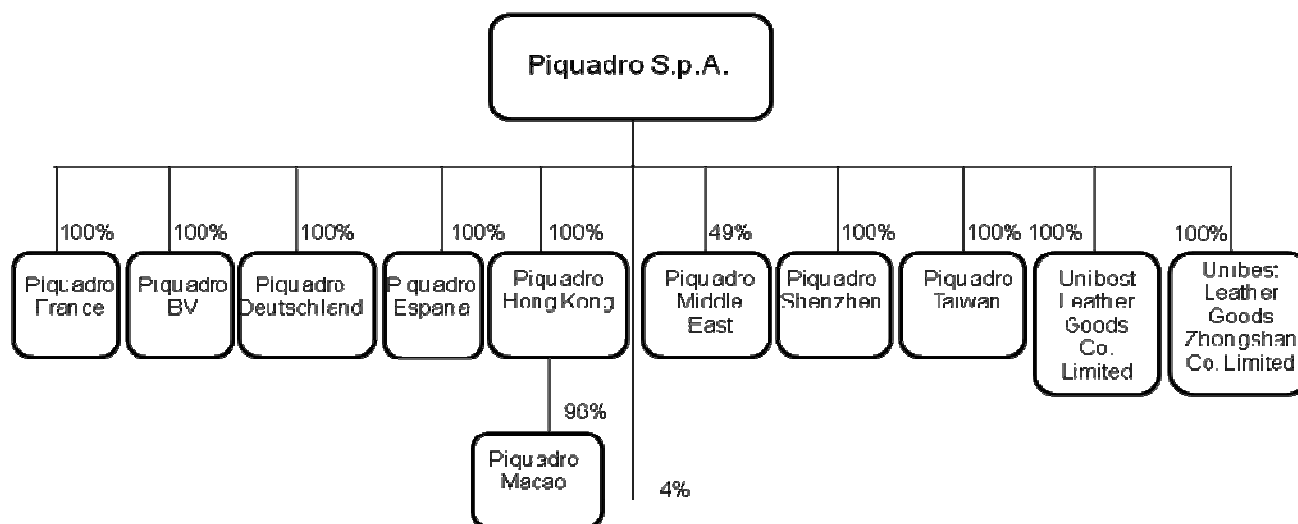 Piquadro S.p.A.
100%
100%
100%
100%
100%
49%
100%
100%
100%
100%
Piquadro
France
Piquadro
BV
Piquadro
Deutschland
Piquadro
Espana
Piquadro
Hong Kong
Piquadro
Middle
East
Piquadro
Shenzhen
Piquadro
Taiwan
Unibest
Leather
Goods
Co.
Limited
Unibest
Leather
Goods
Zhongshan
Co. Limited
Piquadro
Macao
4%